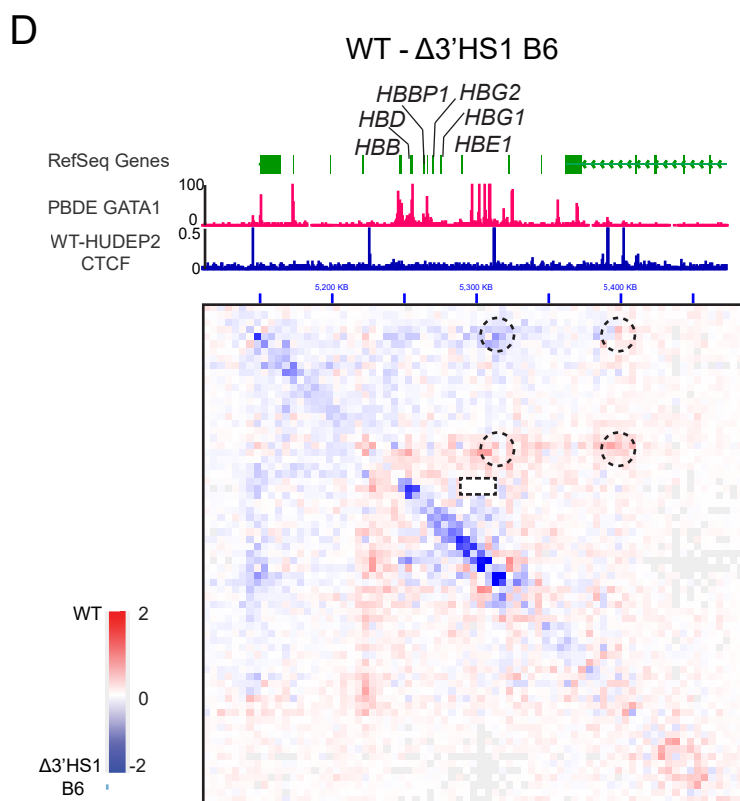 D
WT - Δ3’HS1 B6
HBBP1 HBG2
HBD HBG1
HBB HBE1
RefSeq Genes
100
PBDE GATA1
0
WT-HUDEP2
CTCF
0.5
0
5,200 KB 5,300 KB 5,400 KB
WT 2
0
Δ3’HS1 -2
B6